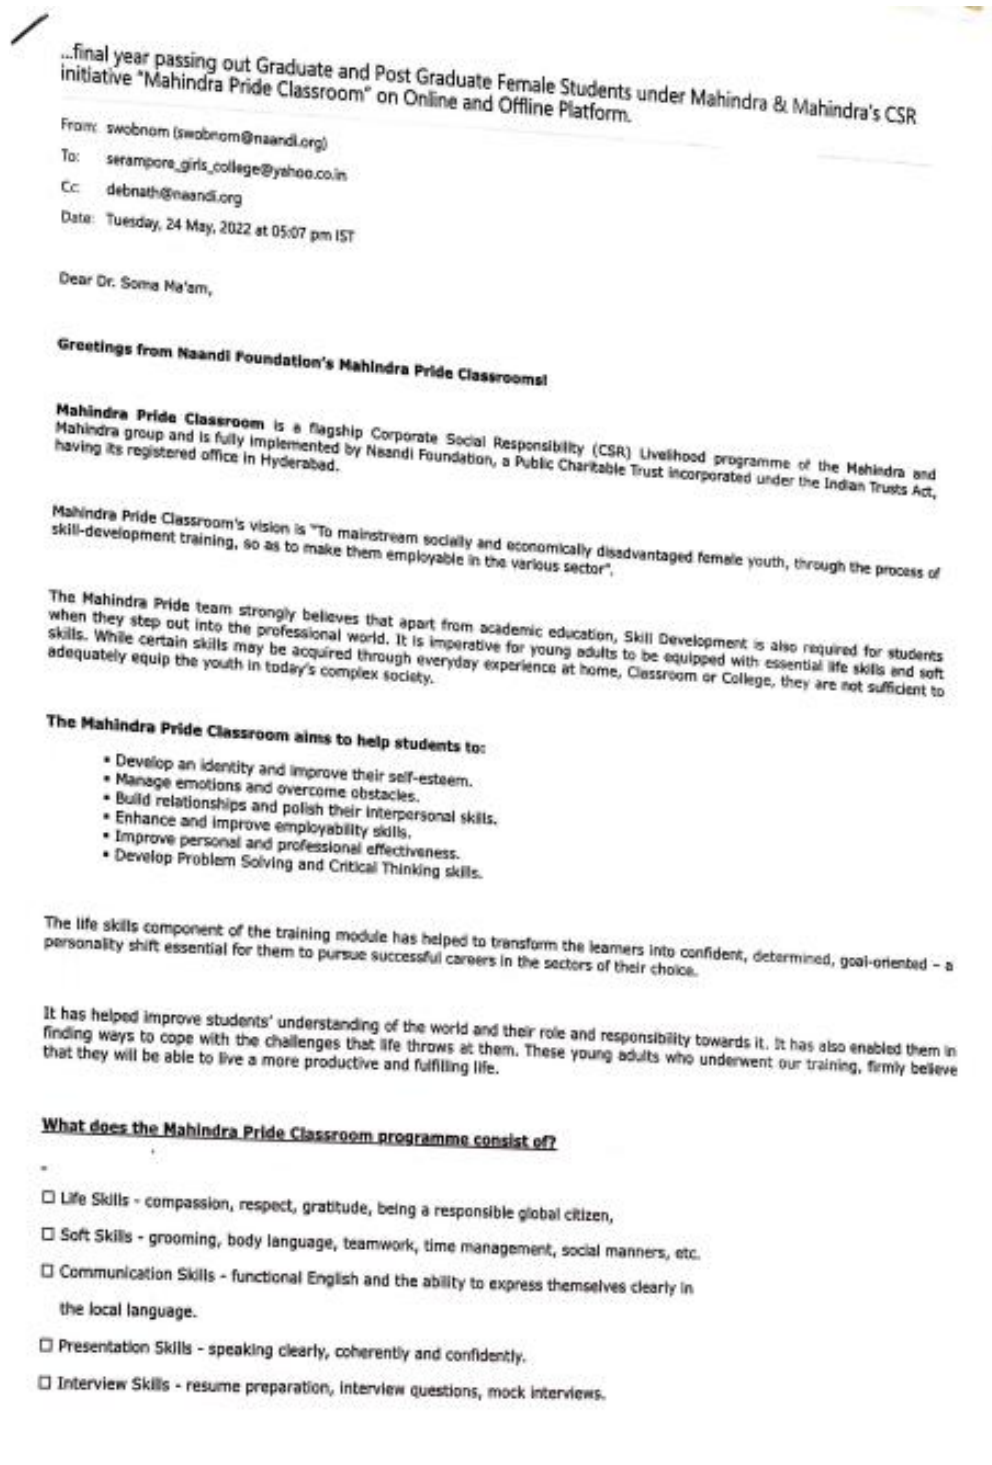 ...final year passing out Graduate and Post Graduate Female Students under Mahindra & Mahindra's CSR
initiative "Mahindra Pride Classroom" on Online and Offline Platform.
From: swobnom (swobnom@naandi.org)
To: serampore_girls_college@yahoo.co.in
Cc: debnath@naandi.org
Date: Tuesday, 24 May, 2022 at 05:07 pm IST
Dear Dr. Soma Ma'am,
Greetings from Naandi Foundation's Mahindra Pride Classrooms!
Mahindra Pride Classroom is a flagship Corporate Social Responsibility (CSR) Livelihood programme of the Mahindra and
Mahindra group and is fully implemented by Naandi Foundation, a Public Charitable Trust incorporated under the Indian Trusts Act,
having its registered office in Hyderabad.
Mahindra Pride Classroom's vision is "To mainstream socially and economically disadvantaged female youth, through the process of
skill-development training, so as to make them employable in the various sector".
The Mahindra Pride team strongly believes that apart from academic education, Skill Development is also required for students
when they step out into the professional world. It is imperative for young adults to be equipped with essential life skills and soft
skills. While certain skills may be acquired through everyday experience at home, Classroom or College, they are not sufficient to
adequately equip the youth in today's complex society.
The Mahindra Pride Classroom aims to help students to:
• Develop an identity and improve their self-esteem.
• Manage emotions and overcome obstacles.
• Build relationships and polish their interpersonal skills.
• Enhance and improve employability skills.
• Improve personal and professional effectiveness.
• Develop Problem Solving and Critical Thinking skills.
The life skills component of the training module has helped to transform the learners into confident, determined, goal-oriented – a
personality shift essential for them to pursue successful careers in the sectors of their choice.
It has helped improve students' understanding of the world and their role and responsibility towards it. It has also enabled them in
finding ways to cope with the challenges that life throws at them. These young adults who underwent our training, firmly believe
that they will be able to live a more productive and fulfilling life.
What does the Mahindra Pride Classroom programme consist of?
☐ Life Skills - compassion, respect, gratitude, being a responsible global citizen,
☐ Soft Skills - grooming, body language, teamwork, time management, social manners, etc.
☐ Communication Skills - functional English and the ability to express themselves clearly in
the local language.
☐ Presentation Skills - speaking clearly, coherently and confidently.
☐ Interview Skills - resume preparation, interview questions, mock interviews.